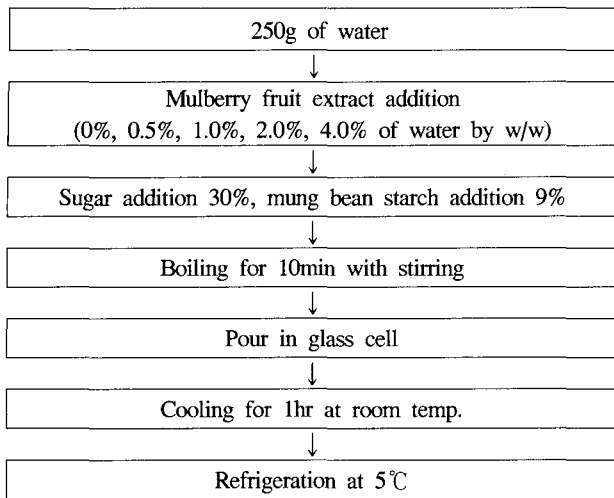 250g of water
↓
Mulberry fruit extract addition
(0%, 0.5%, 1.0%, 2.0%, 4.0% of water by w/w)
↓
Sugar addition 30%, mung bean starch addition 9%
↓
Boiling for 10min with stirring
↓
Pour in glass cell
↓
Cooling for 1hr at room temp.
↓
Refrigeration at 5℃